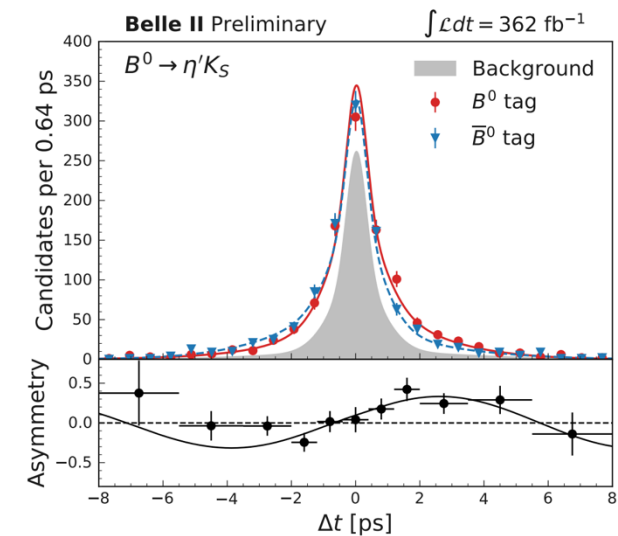 Belle II Preliminary
∫ℒdt = 362 fb⁻¹
B⁰ → η′K_S
Background
B⁰ tag
B̅⁰ tag
Candidates per 0.64 ps
400
350
300
250
200
150
100
50
0
Asymmetry
0.5
0.0
−0.5
−8 −6 −4 −2 0 2 4 6 8
Δt [ps]